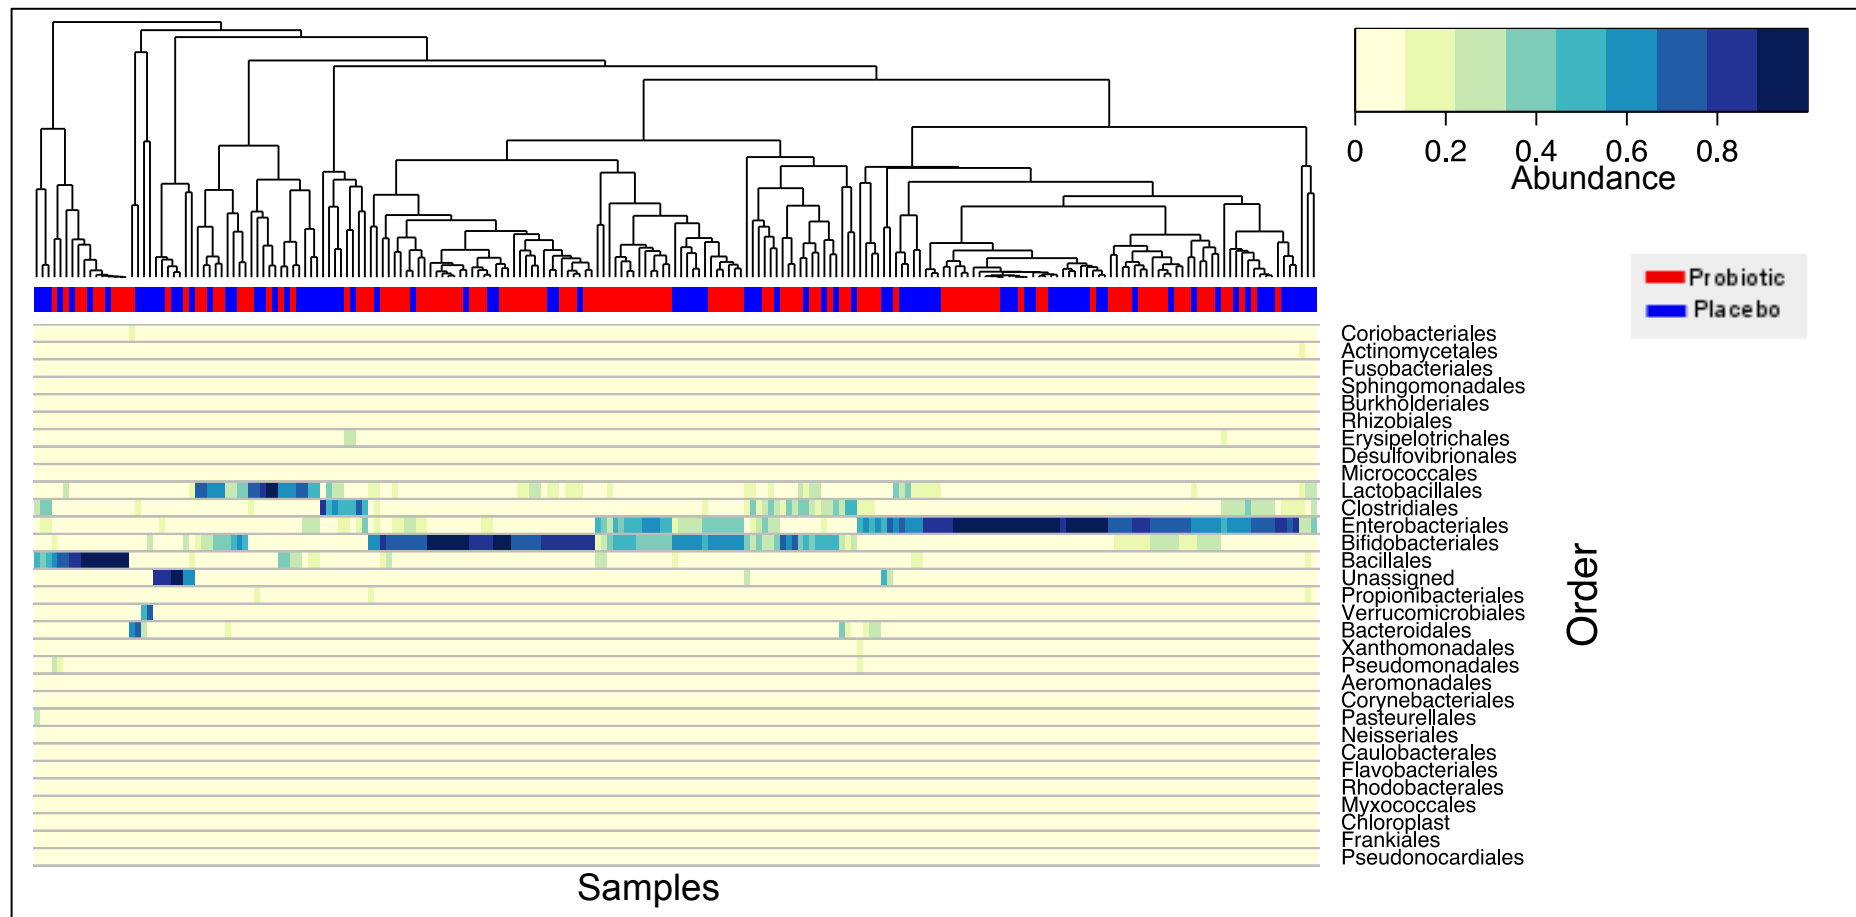 0 0.2 0.4 0.6 0.8
Abundance
Probiotic
Placebo
Coriobacteriales
Actinomycetales
Fusobacteriales
Sphingomonadales
Burkholderiales
Rhizobiales
Erysipelotrichales
Desulfovibrionales
Micrococcales
Lactobacillales
Clostridiales
Enterobacteriales
Bifidobacteriales
Bacillales
Unassigned
Propionibacteriales
Verrucomicrobiales
Bacteroidales
Xanthomonadales
Pseudomonadales
Aeromonadales
Corynebacteriales
Pasteurellales
Neisseriales
Caulobacterales
Flavobacteriales
Rhodobacterales
Myxococcales
Chloroplast
Frankiales
Pseudonocardiales
Order
Samples